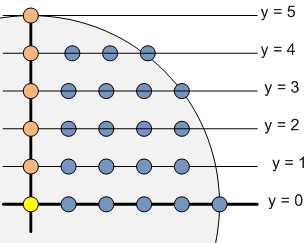 y = 5
y = 4
y = 3
y = 2
y = 1
y = 0